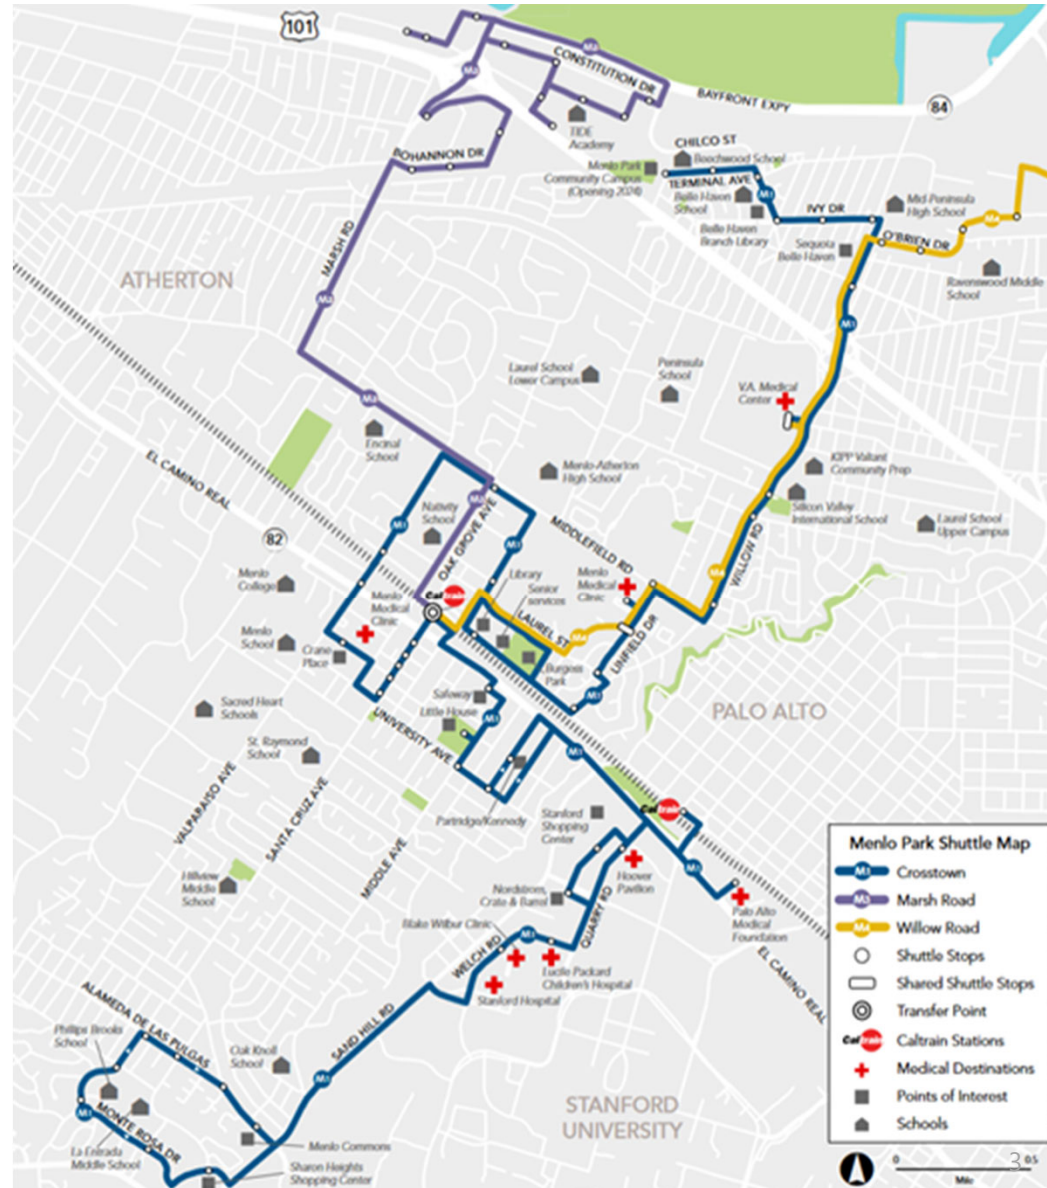 101
CONSTITUTION DR
BAYFRONT EXPY
84
TIDE
Academy
CHILCO ST
Beechwood School
Menlo Park
Community Campus
(Opening 2024)
TERMINAL AVE
Belle Haven
School
IVY DR
Mid-Peninsula
High School
Belle Haven
Branch Library
O'BRIEN DR
Sequoia
Belle Haven
Ravenswood Middle
School
BOHANNON DR
MARSH RD
ATHERTON
Laurel School
Lower Campus
Peninsula
School
V.A. Medical
Center
Encinal
School
EL CAMINO REAL
Menlo-Atherton
High School
KIPP Valiant
Community Prep
Silicon Valley
International School
Laurel School
Upper Campus
Nativity
School
OAK GROVE AVE
MIDDLEFIELD RD
WILLOW RD
82
Menlo
College
Menlo
Medical
Clinic
Caltrain
Library
Senior
services
Menlo
Medical
Clinic
LAUREL ST
LINFIELD DR
Menlo
School
Crane
Place
Burgess
Park
Sacred Heart
Schools
Safeway
Little House
PALO ALTO
UNIVERSITY AVE
St. Raymond
School
VALPARAISO AVE
SANTA CRUZ AVE
MIDDLE AVE
Partridge/Kennedy
Stanford
Shopping
Center
Caltrain
Hillview
Middle
School
Hoover
Pavilion
Nordstrom,
Crate & Barrel
Palo Alto
Medical
Foundation
Blake Wilbur Clinic
QUARRY RD
WELCH RD
Lucile Packard
Children's Hospital
Stanford Hospital
EL CAMINO REAL
SAND HILL RD
ALAMEDA DE LAS PULGAS
Phillips Brooks
School
Oak Knoll
School
MONTE ROSA DR
La Entrada
Middle School
Menlo Commons
Sharon Heights
Shopping Center
STANFORD
UNIVERSITY
Menlo Park Shuttle Map
M1 Crosstown
M3 Marsh Road
M4 Willow Road
Shuttle Stops
Shared Shuttle Stops
Transfer Point
Caltrain Caltrain Stations
Medical Destinations
Points of Interest
Schools
0 0.5
Mile
3